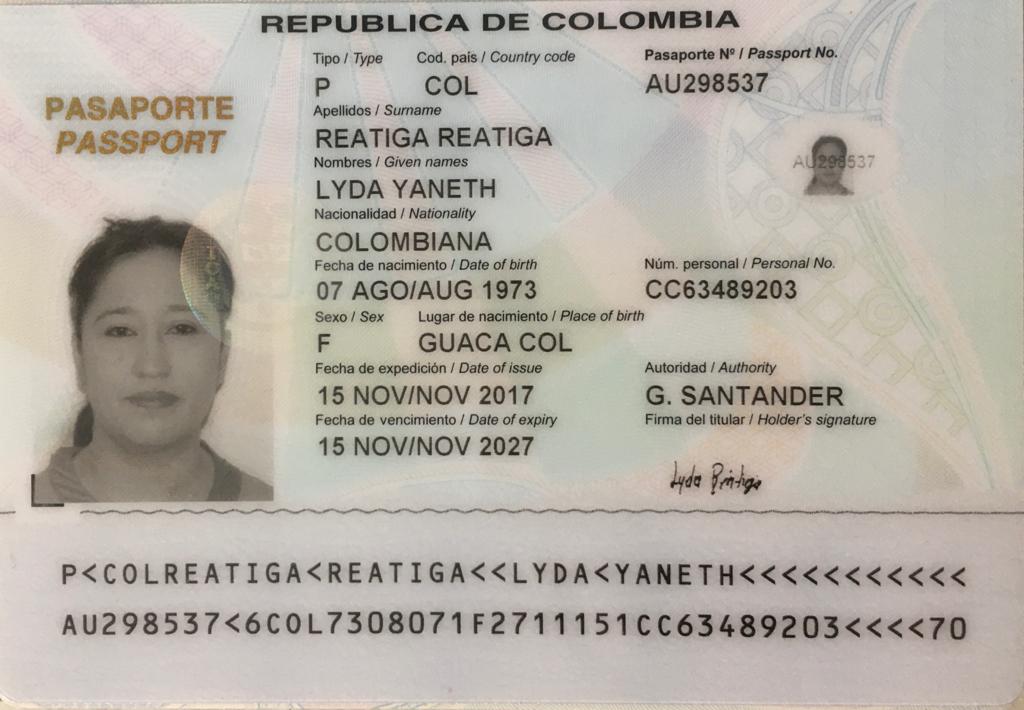 REPUBLICA DE COLOMBIA
PASAPORTE
PASSPORT
Tipo / Type Cod. país / Country code Pasaporte Nº / Passport No.
P COL AU298537
Apellidos / Surname
REATIGA REATIGA
AU298537
Nombres / Given names
LYDA YANETH
Nacionalidad / Nationality
COLOMBIANA
Fecha de nacimiento / Date of birth Núm. personal / Personal No.
07 AGO/AUG 1973 CC63489203
Sexo / Sex Lugar de nacimiento / Place of birth
F GUACA COL
Fecha de expedición / Date of issue Autoridad / Authority
15 NOV/NOV 2017 G. SANTANDER
Fecha de vencimiento / Date of expiry Firma del titular / Holder's signature
15 NOV/NOV 2027
Lyda Reatiga
P<COLREATIGA<REATIGA<<LYDA<YANETH<<<<<<<<<<<
AU298537<6COL7308071F2711151CC63489203<<<<70